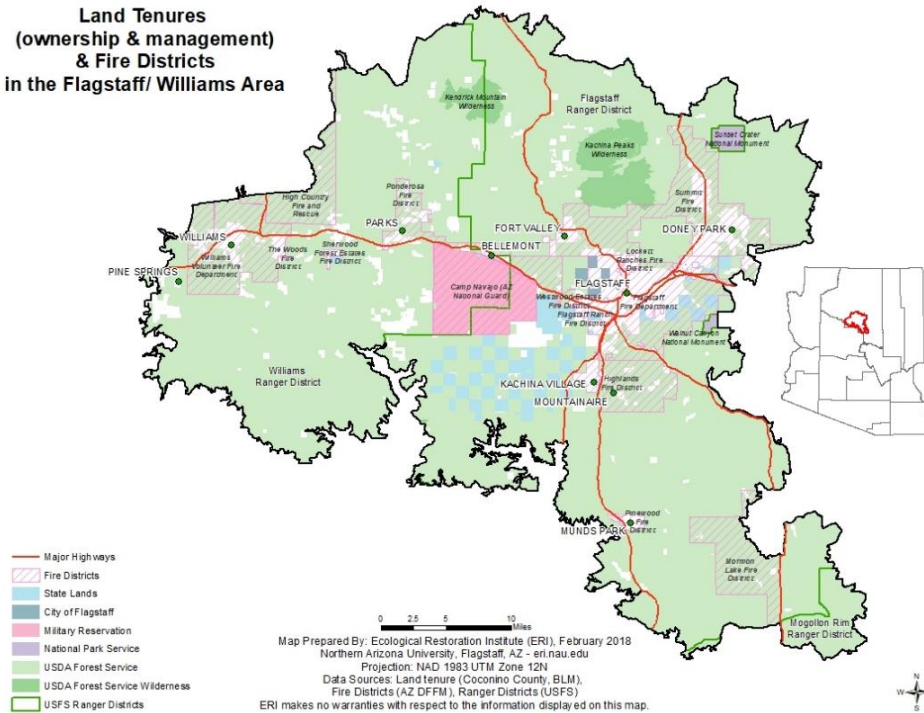 Land Tenures
(ownership & management)
& Fire Districts
in the Flagstaff/ Williams Area
Kendrick Mountain
Wilderness
Flagstaff
Ranger District
Kachina Peaks
Wilderness
Sunset Crater
National Monument
Ponderosa
Fire
District
High Country
Fire and
Rescue
Summit
Fire
District
PARKS
FORT VALLEY
DONEY PARK
WILLIAMS
BELLEMONT
Williams
Volunteer Fire
Department
The Woods
Fire
District
Sherwood
Forest Estates
Fire District
Lockett
Ranches Fire
District
PINE SPRINGS
Camp Navajo (AZ
National Guard)
FLAGSTAFF
Westwood Estates
Fire District
Flagstaff
Fire Department
Flagstaff Ranch
Fire District
Walnut Canyon
National Monument
Williams
Ranger District
KACHINA VILLAGE
Highlands
Fire District
MOUNTAINAIRE
Pinewood
Fire
District
MUNDS PARK
Mormon
Lake Fire
District
Mogollon Rim
Ranger District
Major Highways
Fire Districts
State Lands
City of Flagstaff
Military Reservation
National Park Service
USDA Forest Service
USDA Forest Service Wilderness
USFS Ranger Districts
0 2.5 5 10
Miles
Map Prepared By: Ecological Restoration Institute (ERI), February 2018
Northern Arizona University, Flagstaff, AZ - eri.nau.edu
Projection: NAD 1983 UTM Zone 12N
Data Sources: Land tenure (Coconino County, BLM),
Fire Districts (AZ DFFM), Ranger Districts (USFS)
ERI makes no warranties with respect to the information displayed on this map.
N
W E
S